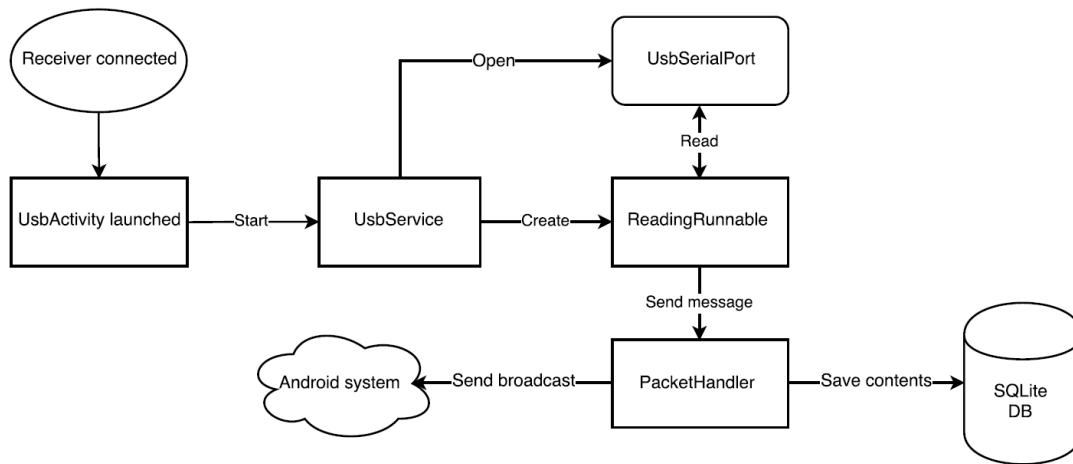 Receiver connected
Open
UsbSerialPort
Read
UsbActivity launched
Start
UsbService
Create
ReadingRunnable
Send message
Android system
Send broadcast
PacketHandler
Save contents
SQLite
DB